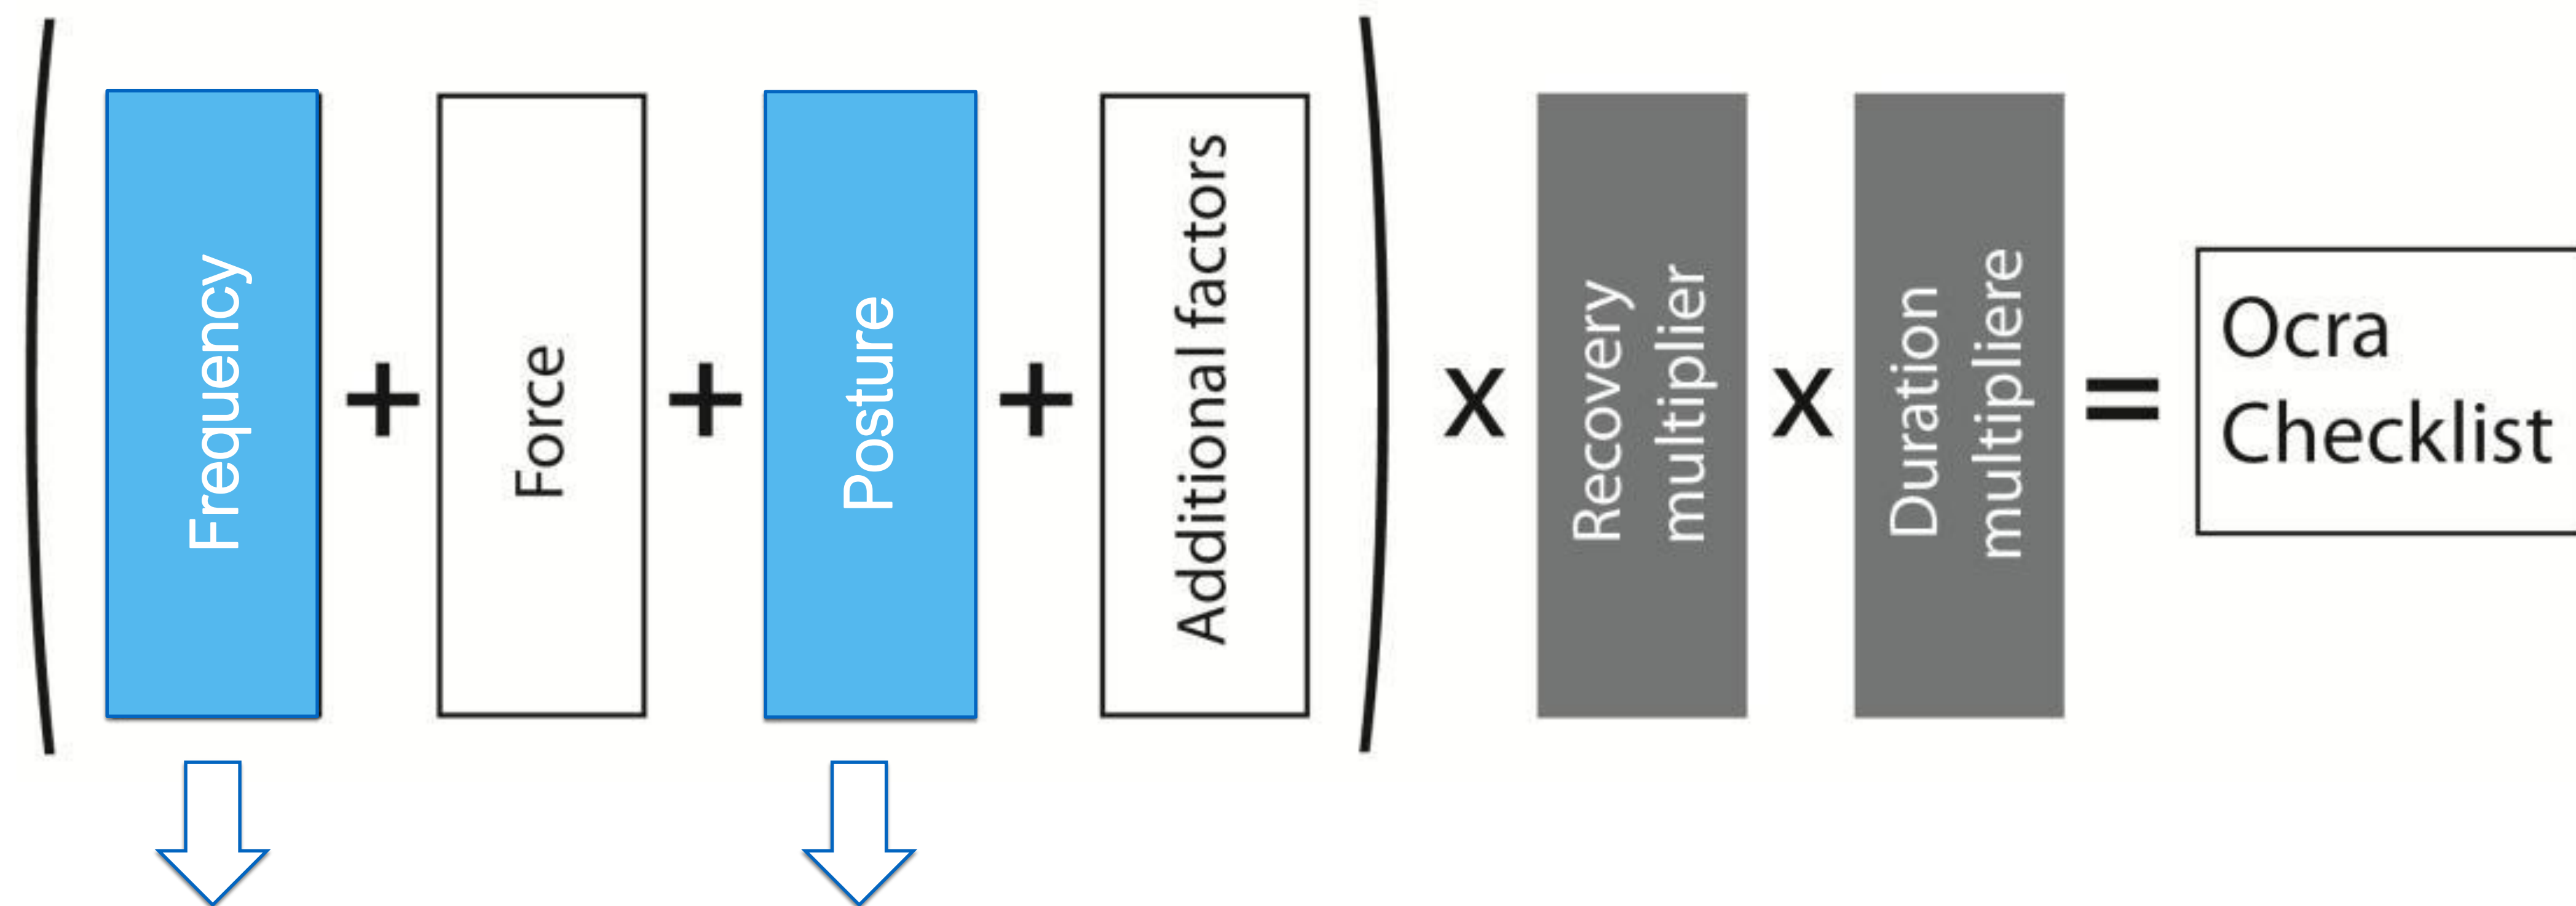 Frequency
+
Force
+
Posture
+
Additional factors
x
Recovery
multiplier
x
Duration
multipliere
=
Ocra
Checklist